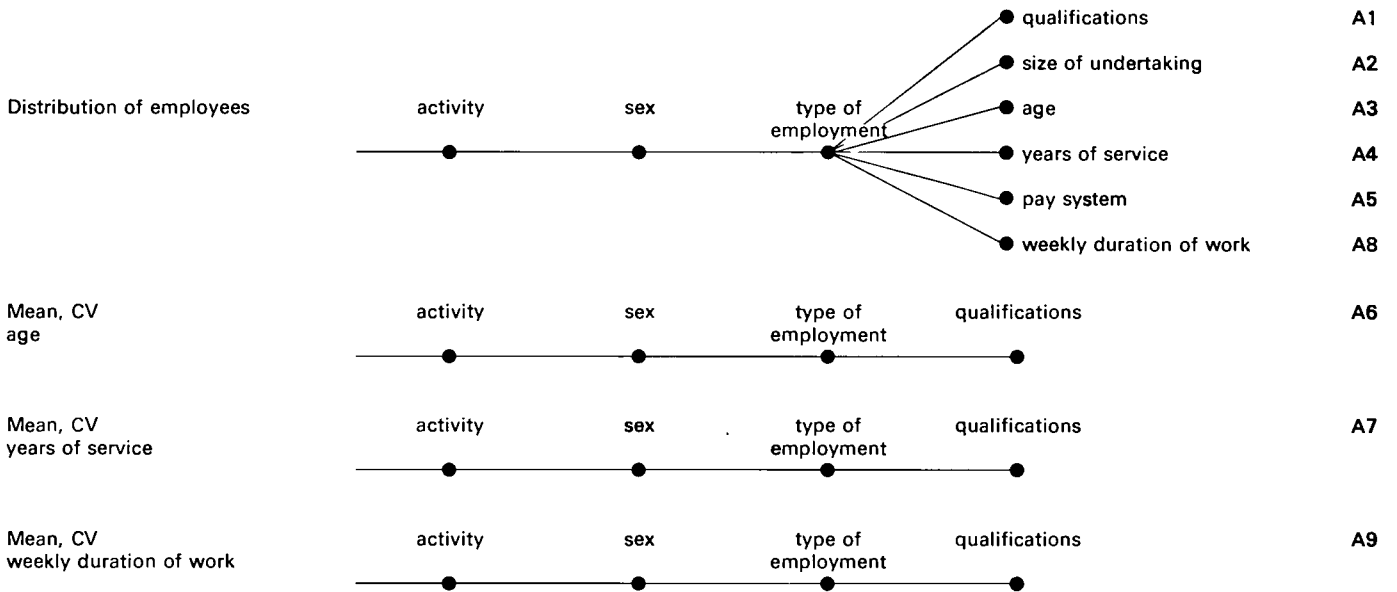 qualifications A1
size of undertaking A2
Distribution of employees activity sex type of age A3
employment
years of service A4
pay system A5
weekly duration of work A8
Mean, CV activity sex type of qualifications A6
age employment
Mean, CV activity sex type of qualifications A7
years of service employment
Mean, CV activity sex type of qualifications A9
weekly duration of work employment